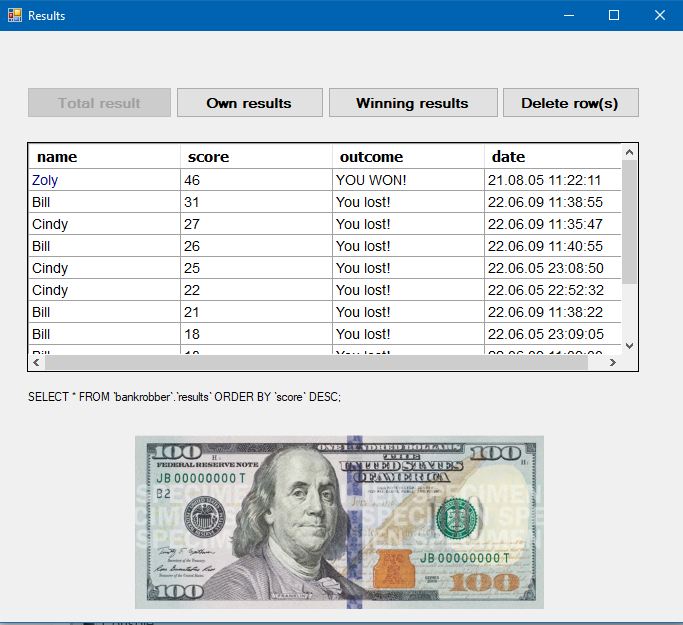 Results
Total result Own results Winning results Delete row(s)
name score outcome date
Zoly 46 YOU WON! 21.08.05 11:22:11
Bill 31 You lost! 22.06.09 11:38:55
Cindy 27 You lost! 22.06.09 11:35:47
Bill 26 You lost! 22.06.09 11:40:55
Cindy 25 You lost! 22.06.05 23:08:50
Cindy 22 You lost! 22.06.05 22:52:32
Bill 21 You lost! 22.06.09 11:38:22
Bill 18 You lost! 22.06.05 23:09:05
SELECT * FROM `bankrobber`.`results` ORDER BY `score` DESC;
100 ONE HUNDRED DOLLARS 100
FEDERAL RESERVE NOTE
THE
UNITED STATES
OF AMERICA
JB 00000000 T
B2
SPECIMEN
JB 00000000 T
FRANKLIN
100 100